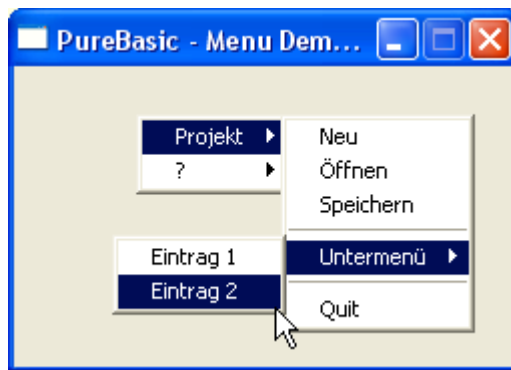 PureBasic - Menu Dem...
Projekt
?
Neu
Öffnen
Speichern
Untermenü
Quit
Eintrag 1
Eintrag 2